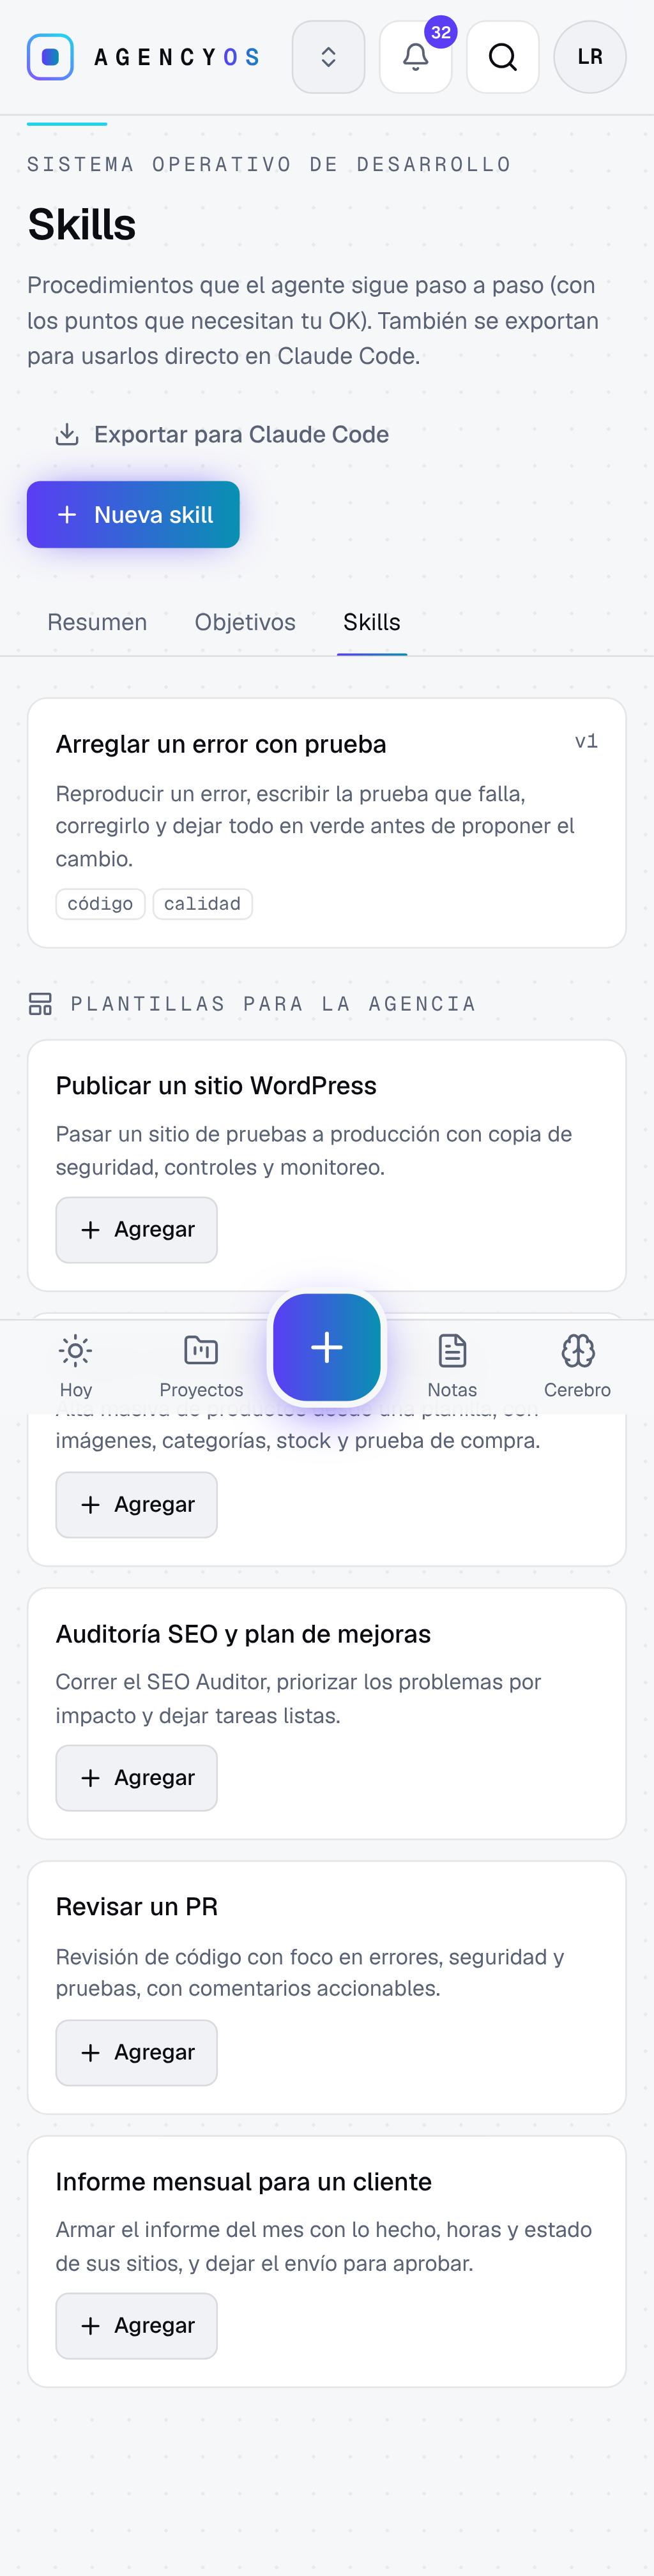 AGENCYOS
32
LR
SISTEMA OPERATIVO DE DESARROLLO
Skills
Procedimientos que el agente sigue paso a paso (con
los puntos que necesitan tu OK). También se exportan
para usarlos directo en Claude Code.
Exportar para Claude Code
Nueva skill
Resumen Objetivos Skills
Arreglar un error con prueba v1
Reproducir un error, escribir la prueba que falla,
corregirlo y dejar todo en verde antes de proponer el
cambio.
código calidad
PLANTILLAS PARA LA AGENCIA
Publicar un sitio WordPress
Pasar un sitio de pruebas a producción con copia de
seguridad, controles y monitoreo.
Agregar
Hoy Proyectos Notas Cerebro
Alta masiva de productos desde una planilla, con
imágenes, categorías, stock y prueba de compra.
Agregar
Auditoría SEO y plan de mejoras
Correr el SEO Auditor, priorizar los problemas por
impacto y dejar tareas listas.
Agregar
Revisar un PR
Revisión de código con foco en errores, seguridad y
pruebas, con comentarios accionables.
Agregar
Informe mensual para un cliente
Armar el informe del mes con lo hecho, horas y estado
de sus sitios, y dejar el envío para aprobar.
Agregar